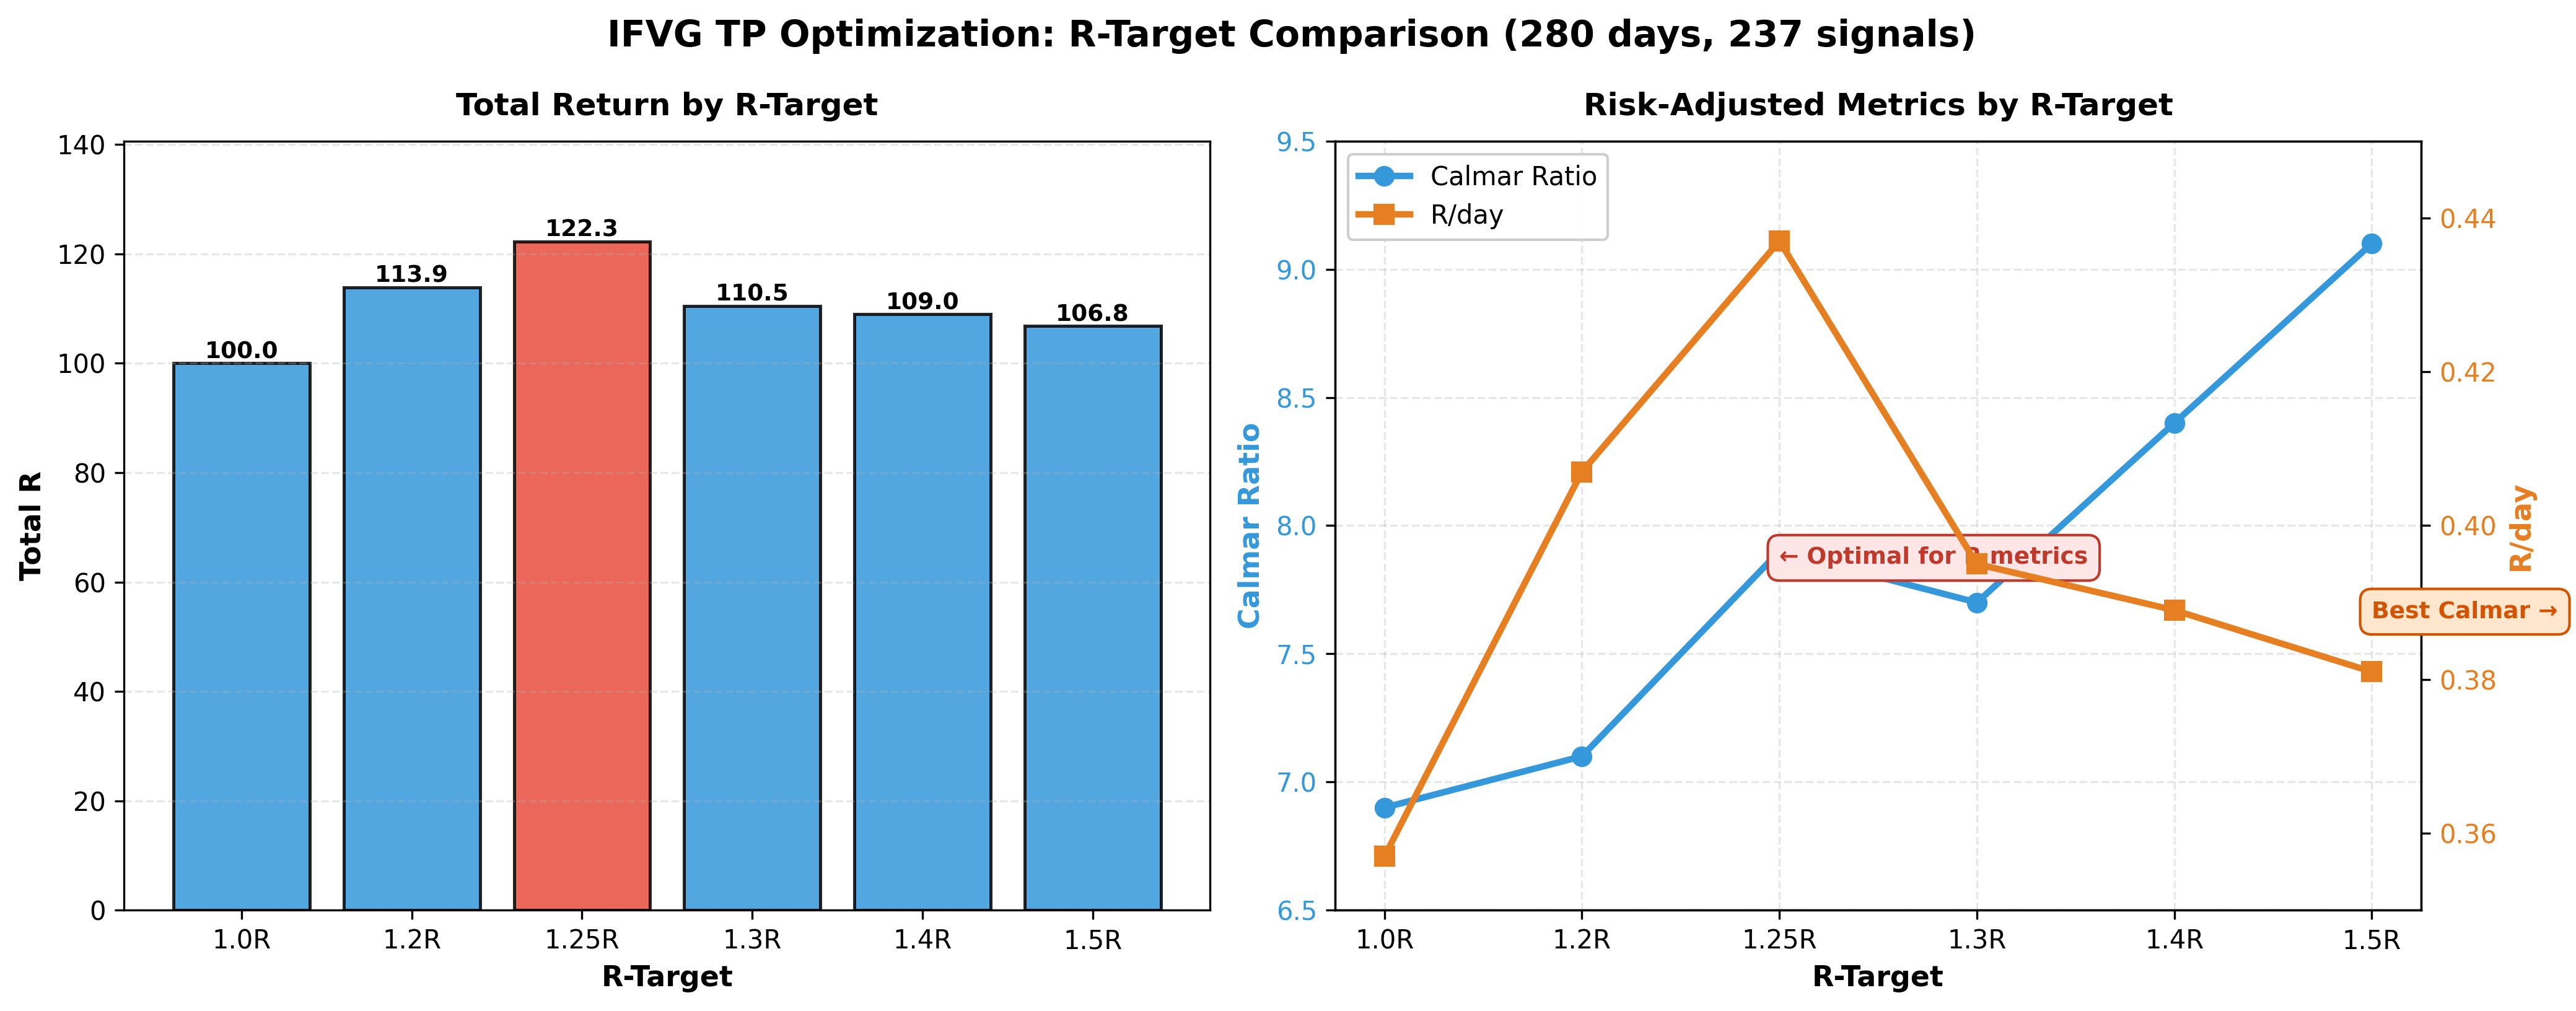 IFVG TP Optimization: R-Target Comparison (280 days, 237 signals)
Total Return by R-Target
140
120
100
80
60
40
20
0
Total R
100.0
113.9
122.3
110.5
109.0
106.8
1.0R
1.2R
1.25R
1.3R
1.4R
1.5R
R-Target
Risk-Adjusted Metrics by R-Target
9.5
9.0
8.5
8.0
7.5
7.0
6.5
Calmar Ratio
Calmar Ratio
R/day
← Optimal for metrics
Best Calmar →
0.44
0.42
0.40
0.38
0.36
R/day
1.0R
1.2R
1.25R
1.3R
1.4R
1.5R
R-Target